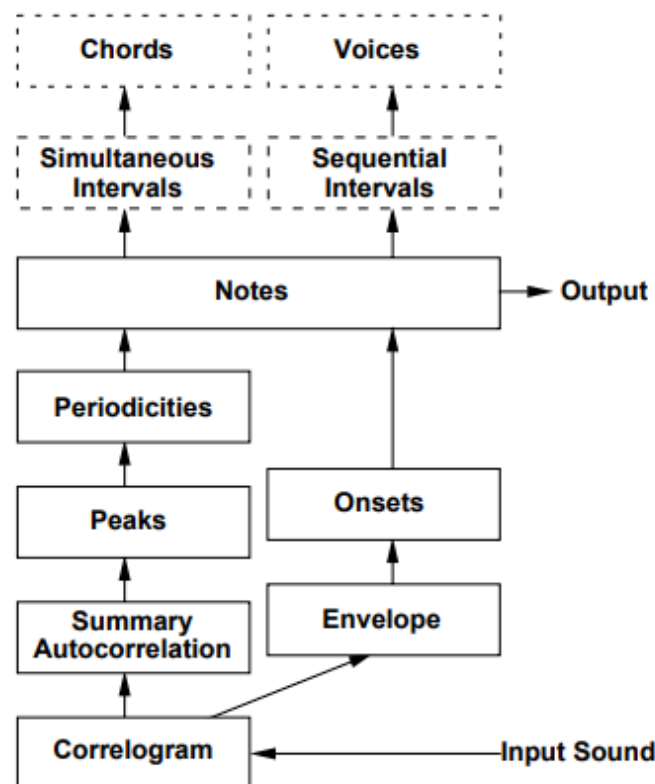 Chords
Voices
Simultaneous
Intervals
Sequential
Intervals
Notes
Output
Periodicities
Peaks
Onsets
Summary
Autocorrelation
Envelope
Correlogram
Input Sound